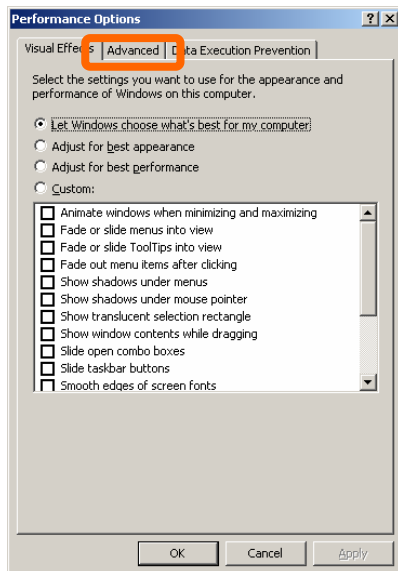 Performance Options
Visual Effects Advanced Data Execution Prevention
Select the settings you want to use for the appearance and
performance of Windows on this computer.
Let Windows choose what's best for my computer
Adjust for best appearance
Adjust for best performance
Custom:
Animate windows when minimizing and maximizing
Fade or slide menus into view
Fade or slide ToolTips into view
Fade out menu items after clicking
Show shadows under menus
Show shadows under mouse pointer
Show translucent selection rectangle
Show window contents while dragging
Slide open combo boxes
Slide taskbar buttons
Smooth edges of screen fonts
OK Cancel Apply